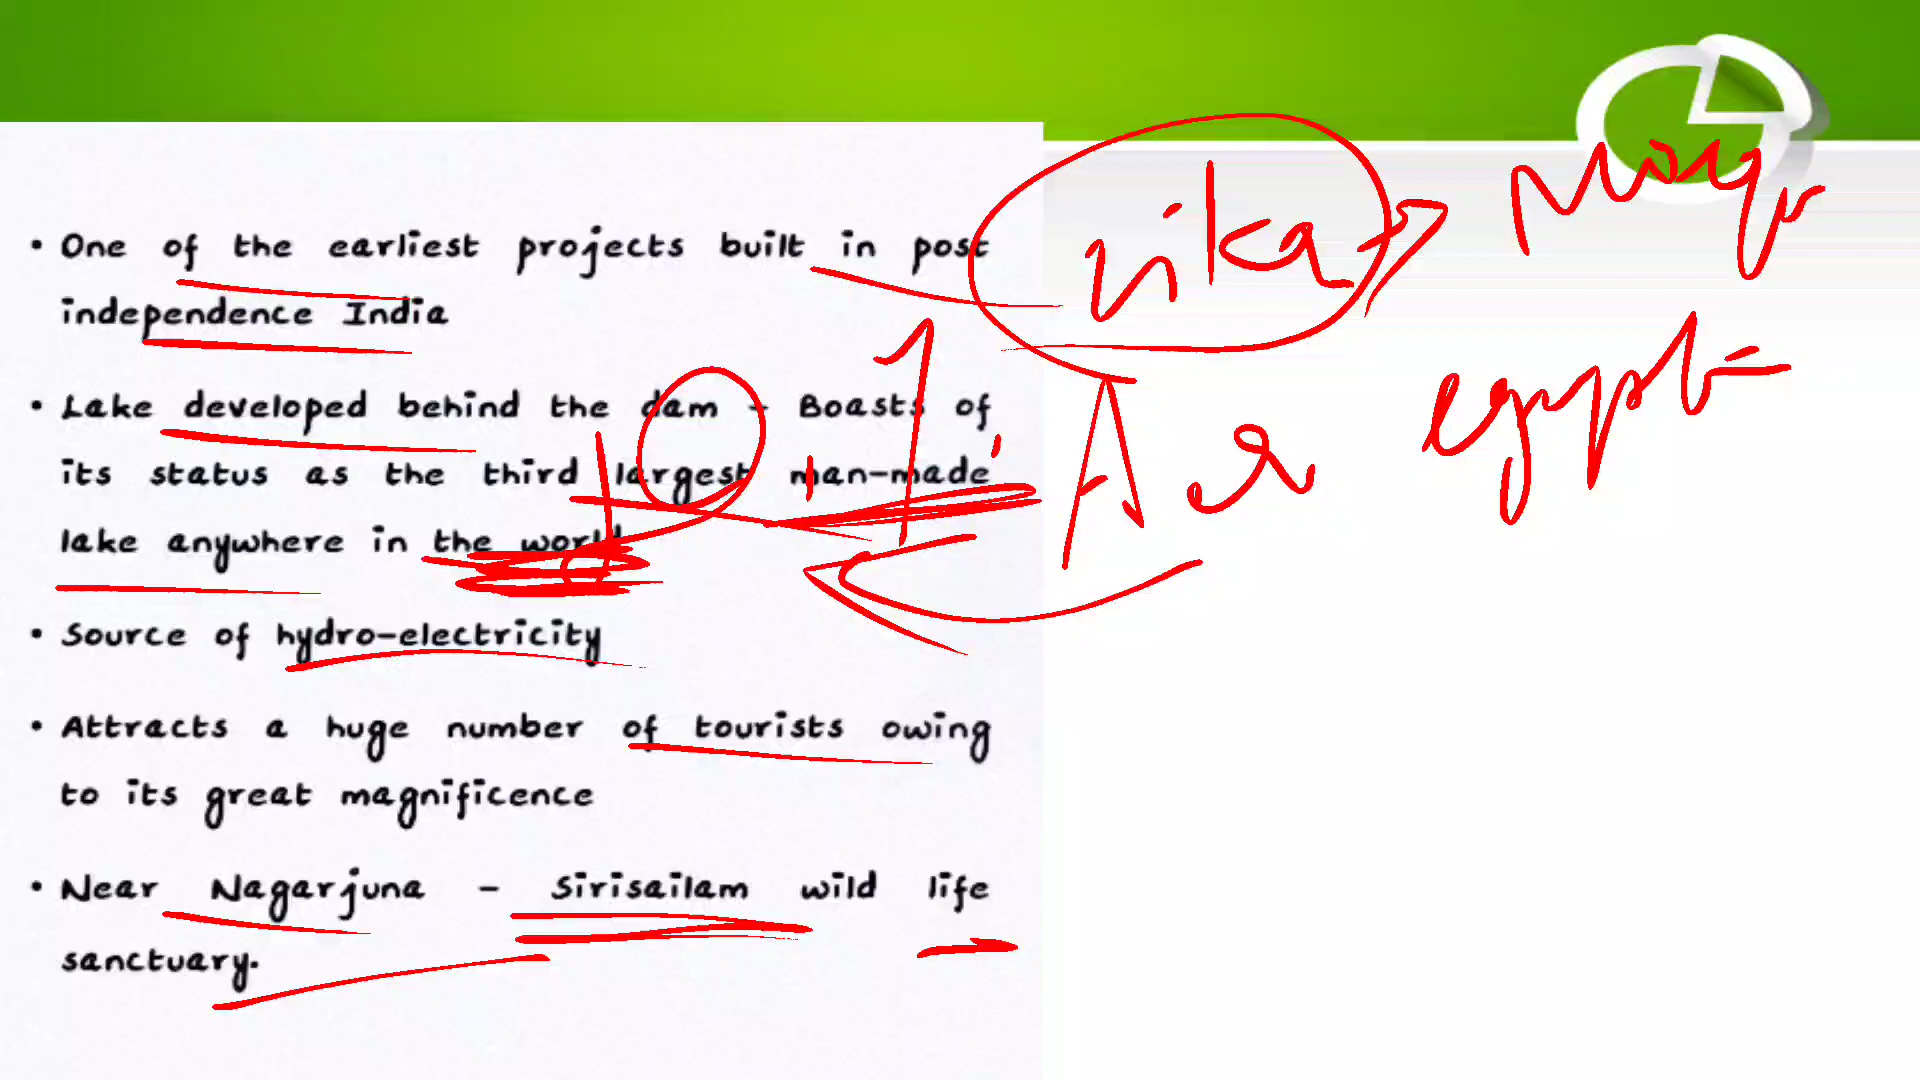 • One of the earliest projects built in post
independence India
• Lake developed behind the dam - Boasts of
its status as the third largest man-made
lake anywhere in the world
• Source of hydro-electricity
• Attracts a huge number of tourists owing
to its great magnificence
• Near Nagarjuna - Sirisailam wild life
sanctuary.
egypt